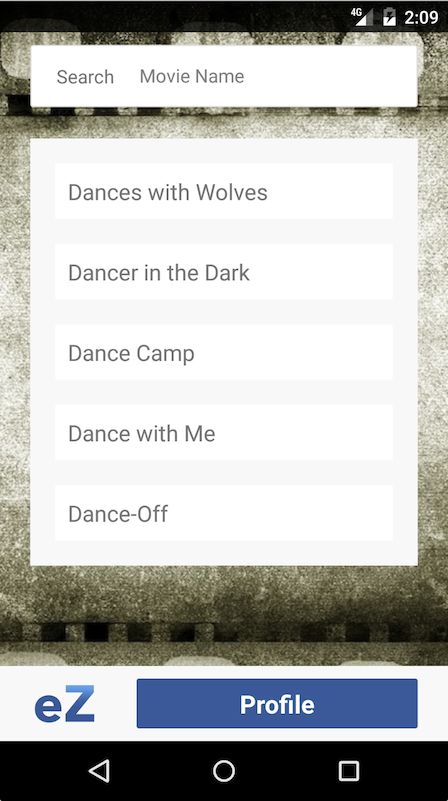 4G 2:09
Search Movie Name
Dances with Wolves
Dancer in the Dark
Dance Camp
Dance with Me
Dance-Off
eZ Profile